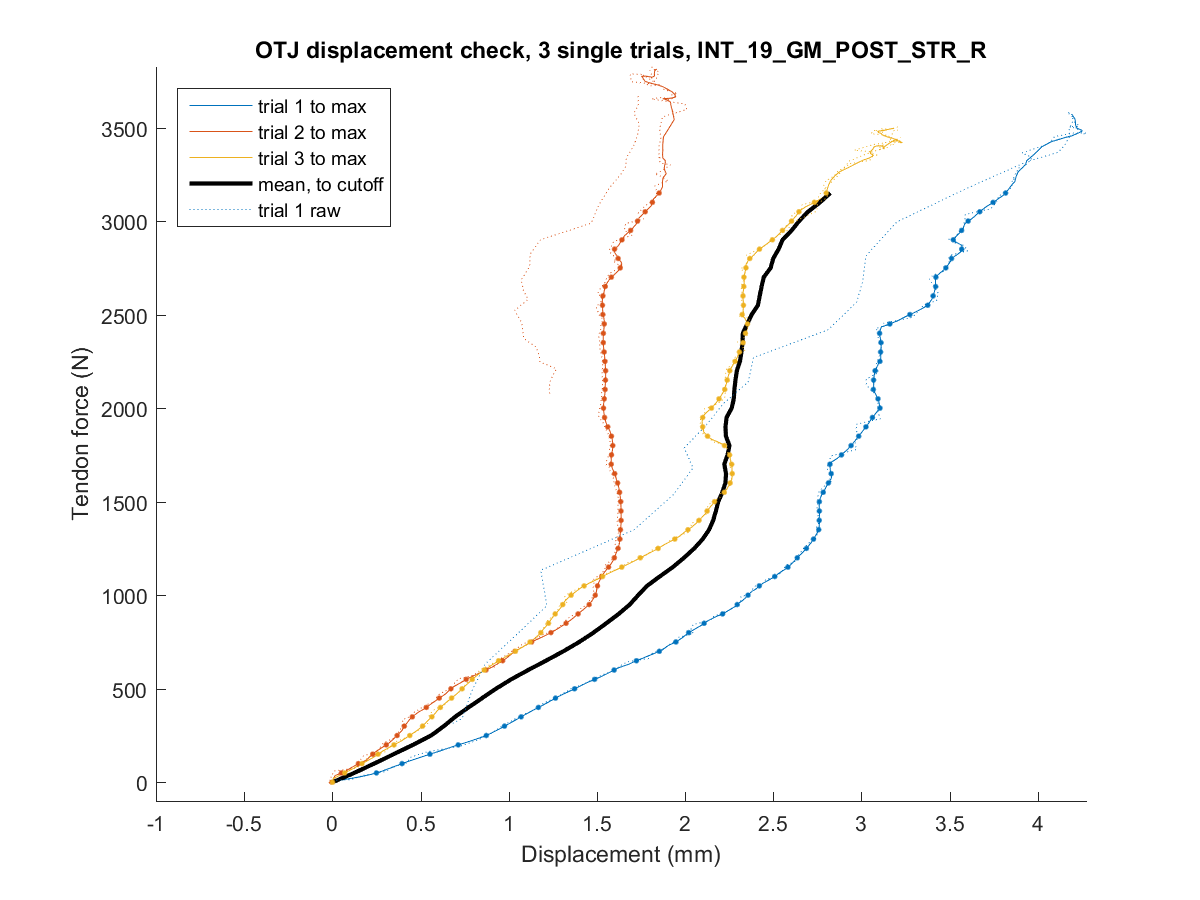 OTJ displacement check, 3 single trials, INT_19_GM_POST_STR_R
trial 1 to max
trial 2 to max
trial 3 to max
mean, to cutoff
trial 1 raw
Tendon force (N)
3500
3000
2500
2000
1500
1000
500
0
-1 -0.5 0 0.5 1 1.5 2 2.5 3 3.5 4
Displacement (mm)